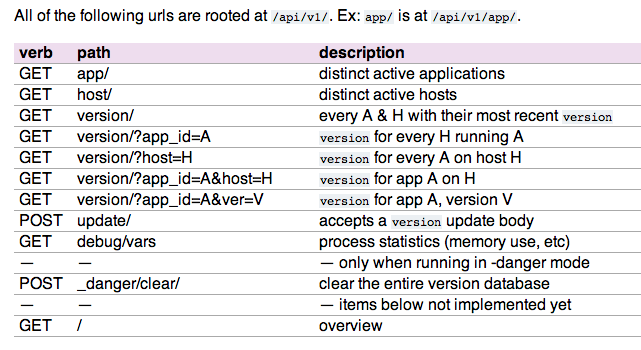 All of the following urls are rooted at /api/v1/. Ex: app/ is at /api/v1/app/.
verb path description
GET app/ distinct active applications
GET host/ distinct active hosts
GET version/ every A & H with their most recent version
GET version/?app_id=A version for every H running A
GET version/?host=H version for every A on host H
GET version/?app_id=A&host=H version for app A on H
GET version/?app_id=A&ver=V version for app A, version V
POST update/ accepts a version update body
GET debug/vars process statistics (memory use, etc)
— — — only when running in -danger mode
POST _danger/clear/ clear the entire version database
— — — items below not implemented yet
GET / overview